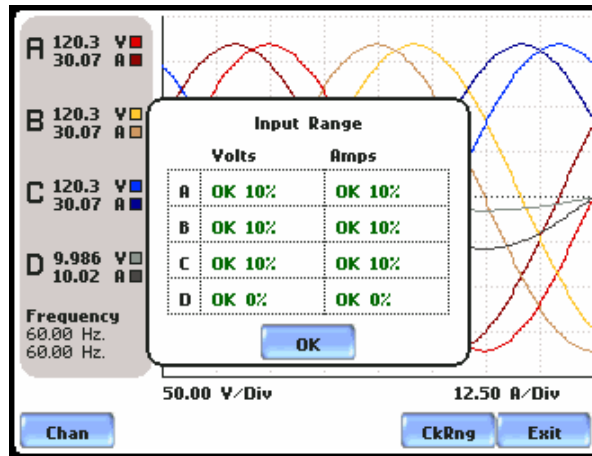 A 120.3 V
30.07 A
B 120.3 V
30.07 A
C 120.3 V
30.07 A
D 9.986 V
10.02 A
Frequency
60.00 Hz.
60.00 Hz.
Input Range
Volts Amps
A OK 10% OK 10%
B OK 10% OK 10%
C OK 10% OK 10%
D OK 0% OK 0%
OK
50.00 V/Div 12.50 A/Div
Chan CkRng Exit